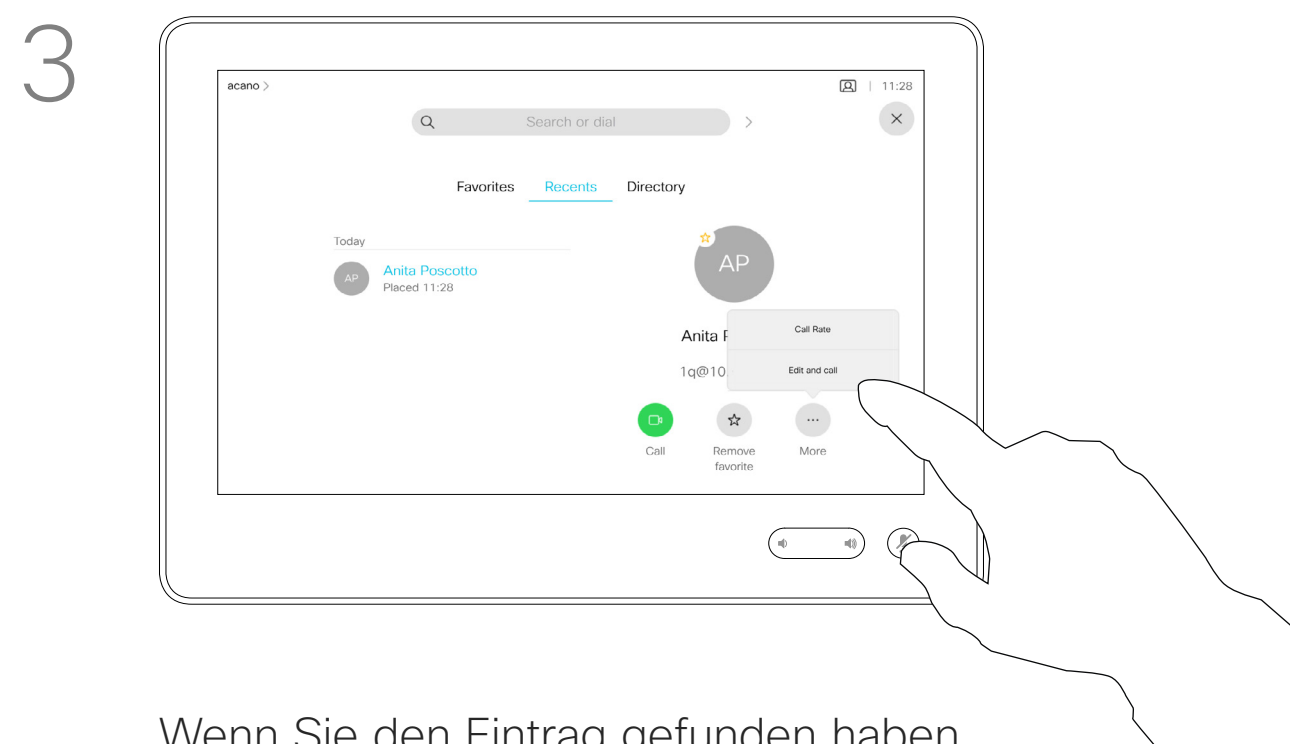 3
acano >
11:28
Search or dial
Favorites Recents Directory
Today
AP
Anita Poscotto
Placed 11:28
AP
Anita
1q@10
Call Rate
Edit and call
Call
Remove
favorite
More
Wenn Sie den Eintrag gefunden haben